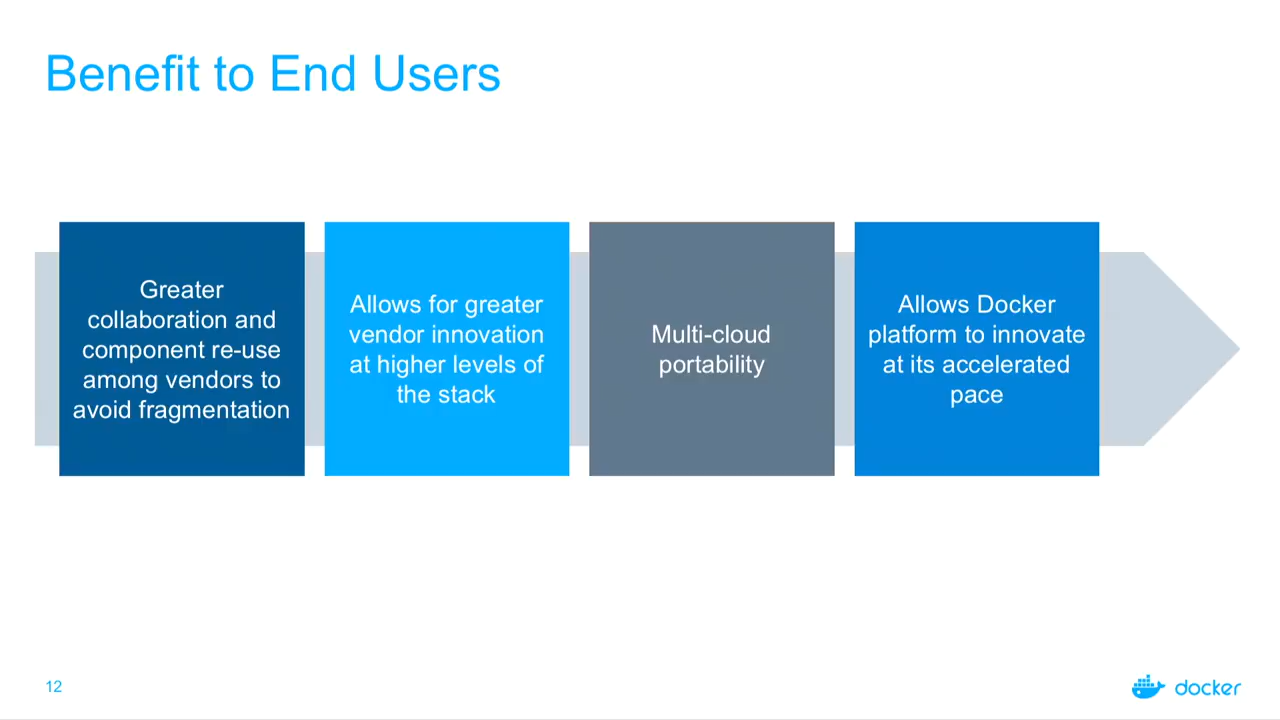 Benefit to End Users
Greater
collaboration and
component re-use
among vendors to
avoid fragmentation
Allows for greater
vendor innovation
at higher levels of
the stack
Multi-cloud
portability
Allows Docker
platform to innovate
at its accelerated
pace
12
docker